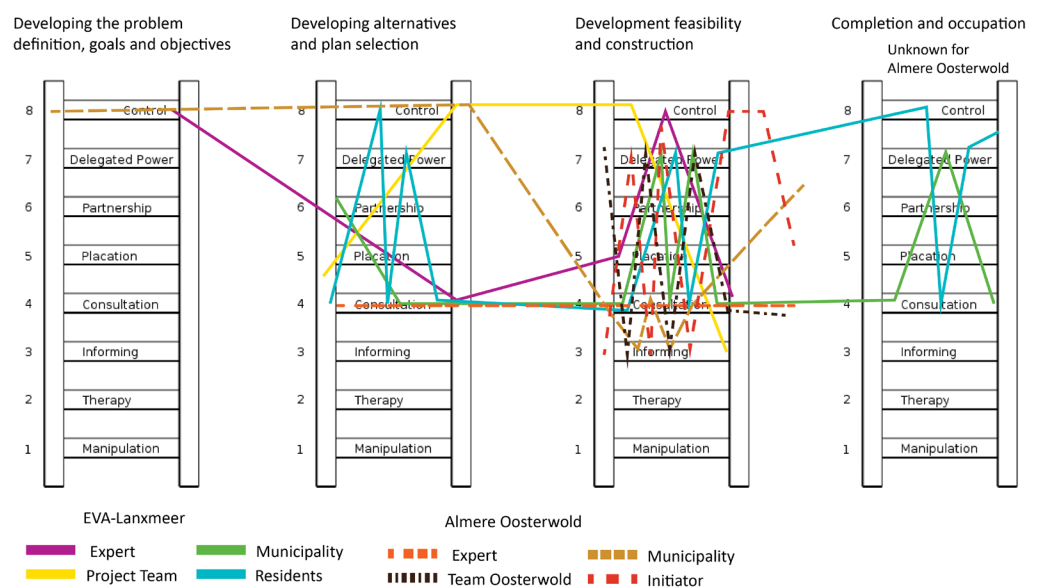 Developing the problem
definition, goals and objectives
Developing alternatives
and plan selection
Development feasibility
and construction
Completion and occupation
Unknown for
Almere Oosterwold
8 Control
7 Delegated Power
6 Partnership
5 Placation
4 Consultation
3 Informing
2 Therapy
1 Manipulation
8 Control
7 Delegated Power
6 Partnership
5 Placation
4 Consultation
3 Informing
2 Therapy
1 Manipulation
8 Control
7 Delegated Power
6 Partnership
5 Placation
4 Consultation
3 Informing
2 Therapy
1 Manipulation
8 Control
7 Delegated Power
6 Partnership
5 Placation
4 Consultation
3 Informing
2 Therapy
1 Manipulation
EVA-Lanxmeer
Expert
Municipality
Project Team
Residents
Almere Oosterwold
Expert
Municipality
Team Oosterwold
Initiator